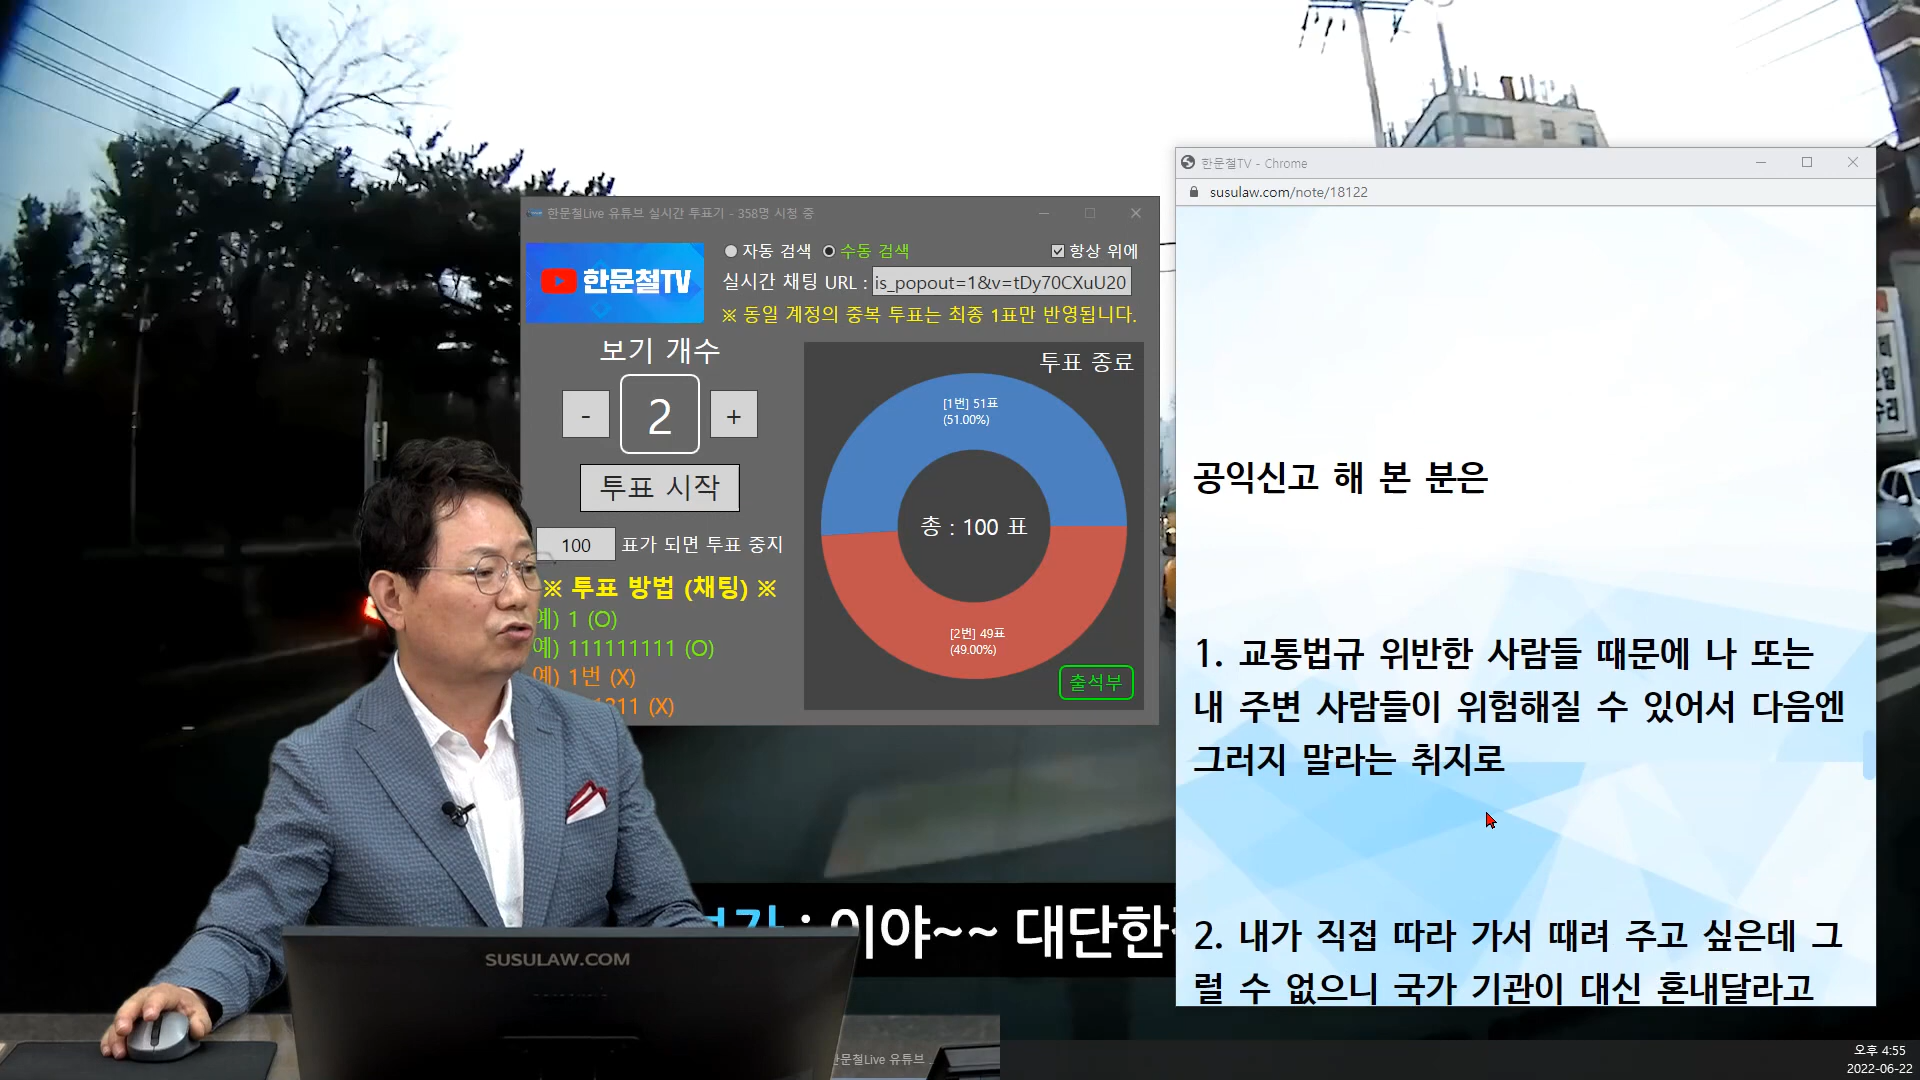 한문철Live 유튜브 실시간 투표기 - 358명 시청 중
한문철TV
자동 검색
수동 검색
항상 위에
실시간 채팅 URL : is_popout=1&v=tDy70CXuU20
※ 동일 계정의 중복 투표는 최종 1표만 반영됩니다.
보기 개수
- 2 +
투표 시작
100 표가 되면 투표 중지
※ 투표 방법 (채팅) ※
예) 1 (O)
예) 111111111 (O)
예) 1번 (X)
(X)
투표 종료
[1번] 51표
(51.00%)
총 : 100 표
[2번] 49표
(49.00%)
출석부
한문철TV - Chrome
susulaw.com/note/18122
공익신고 해 본 분은
1. 교통법규 위반한 사람들 때문에 나 또는
내 주변 사람들이 위험해질 수 있어서 다음엔
그러지 말라는 취지로
2. 내가 직접 따라 가서 때려 주고 싶은데 그
럴 수 없으니 국가 기관이 대신 혼내달라고
: 이야~~ 대단한
SUSULAW.COM
한문철Live 유튜브 ...
오후 4:55
2022-06-22